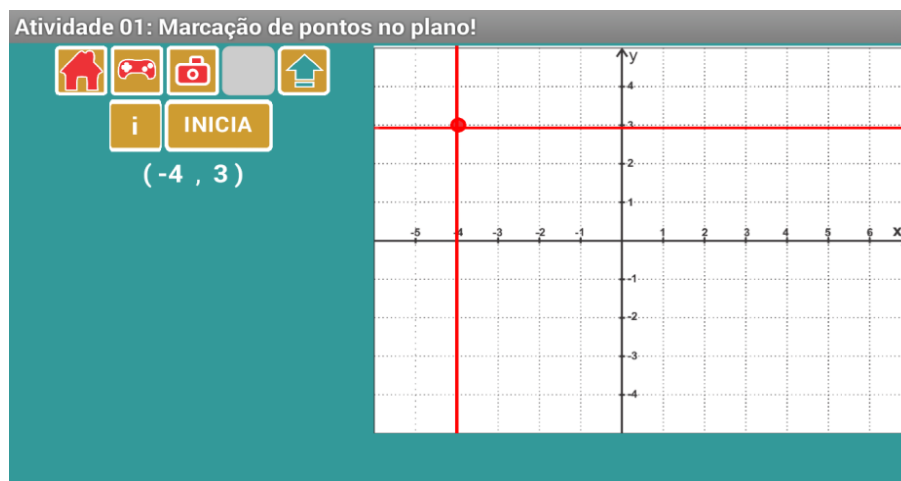 Atividade 01: Marcação de pontos no plano!
i
INICIA
(-4 , 3)
y
4
3
2
1
-5 -4 -3 -2 -1 1 2 3 4 5 6 x
-1
-2
-3
-4